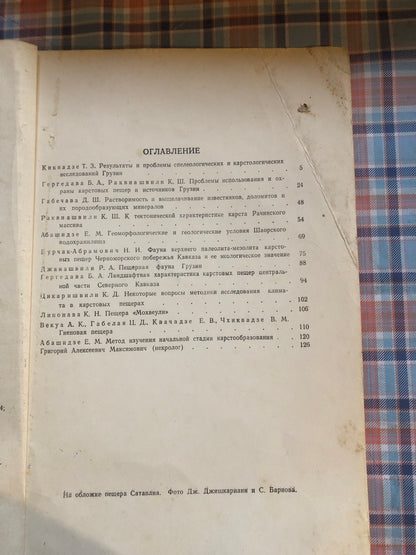 ОГЛАВЛЕНИЕ
Кикнадзе Т. З. Результаты и проблемы спелеологических и карстологических
исследований Грузии 5
Гергедава Б. А., Раквиашвили К. Ш. Проблемы использования и ох-
раны карстовых пещер и источников Грузии 24
Габечава Д. Ш. Растворимость и выщелачивание известняков, доломитов и
их породообразующих минералов 48
Раквиашвили К. Ш. К тектонической характеристике карста Рачинского
массива 54
Абашидзе Е. М. Геоморфологические и геологические условия Шаорского
водохранилища 69
Бурчак-Абрамович Н. И. Фауна верхнего палеолита-мезолита карсто-
вых пещер Черноморского побережья Кавказа и ее экологическое значение 75
Джанашвили Р. А. Пещерная фауна Грузии 88
Гергедава Б. А. Ландшафтная характеристика карстовых пещер централь-
ной части Северного Кавказа 94
Цикаришвили К. Д. Некоторые вопросы методики исследования клима-
та в карстовых пещерах 102
Ляпонова К. Н. Пещера «Мохвеули» 106
Векуа А. К., Габелая Ц. Д., Квачадзе Е. В., Чхиквадзе В. М.
Гиеновая пещера 110
Абашидзе Е. М. Метод изучения начальной стадии карстообразования 120
Григорий Алексеевич Максимович (некролог) 126
На обложке пещера Сатаплиа. Фото Дж. Джишкариани и С. Барнова.